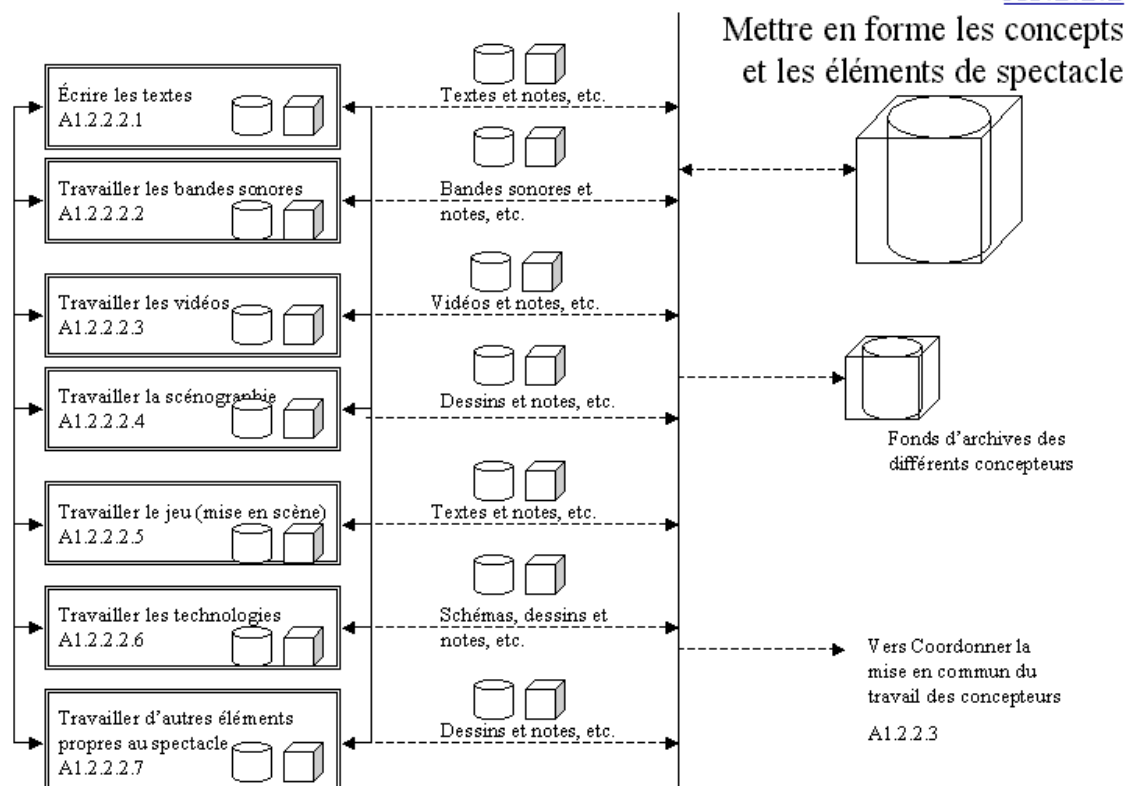 Mettre en forme les concepts
et les éléments de spectacle
Écrire les textes
A1.2.2.2.1
Textes et notes, etc.
Travailler les bandes sonores
A1.2.2.2.2
Bandes sonores et
notes, etc.
Travailler les vidéos
A1.2.2.2.3
Vidéos et notes, etc.
Travailler la scénographie
A1.2.2.2.4
Dessins et notes, etc.
Fonds d'archives des
différents concepteurs
Travailler le jeu (mise en scène)
A1.2.2.2.5
Textes et notes, etc.
Travailler les technologies
A1.2.2.2.6
Schémas, dessins et
notes, etc.
Vers Coordonner la
mise en commun du
travail des concepteurs
A1.2.2.3
Travailler d'autres éléments
propres au spectacle
A1.2.2.2.7
Dessins et notes, etc.